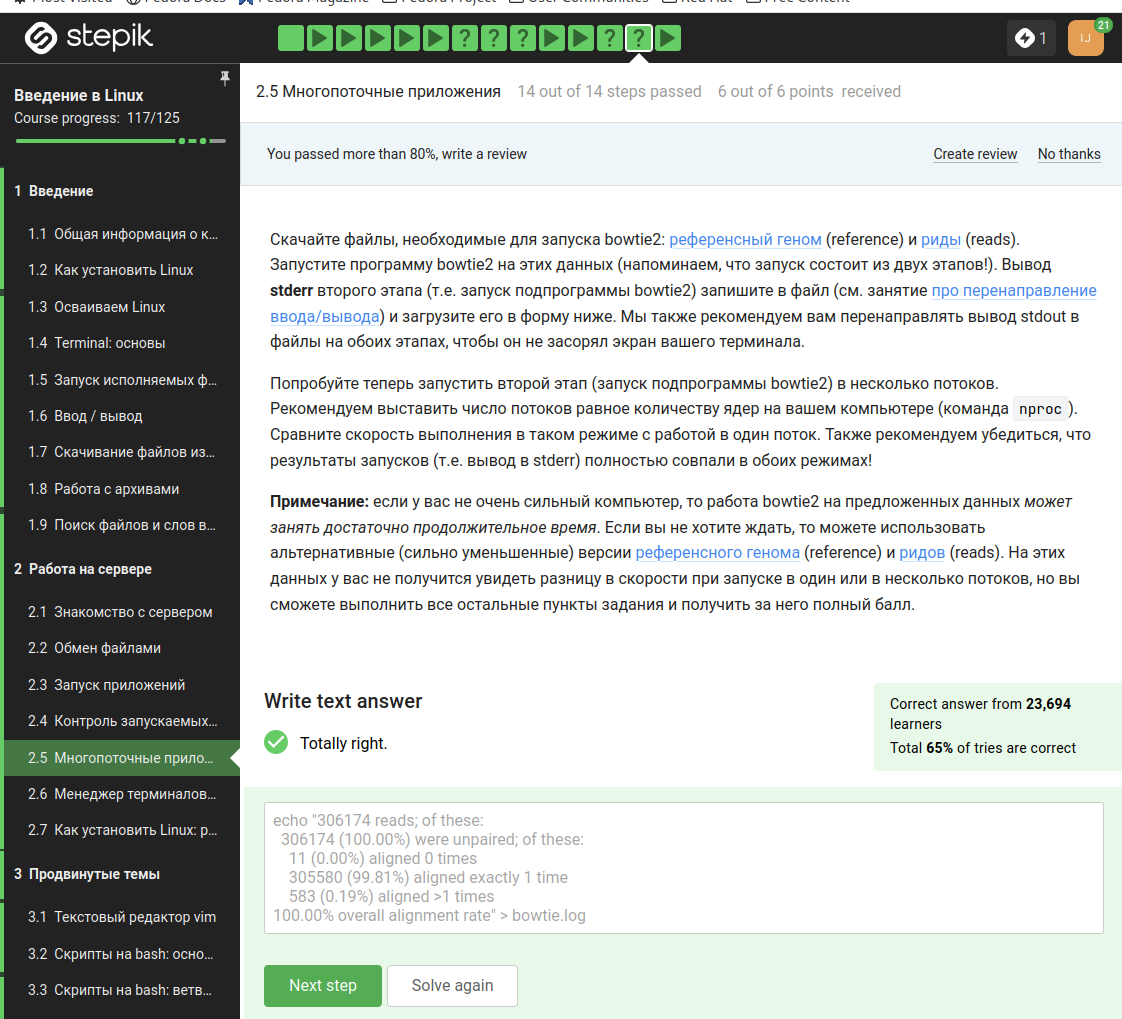 Most Visited Fedora Docs Fedora Magazine Fedora Project User Communities Red Hat Free Content
stepik
1
IJ
21
Введение в Linux
Course progress: 117/125
2.5 Многопоточные приложения 14 out of 14 steps passed 6 out of 6 points received
You passed more than 80%, write a review
Create review
No thanks
1 Введение
1.1 Общая информация о к...
1.2 Как установить Linux
1.3 Осваиваем Linux
1.4 Terminal: основы
1.5 Запуск исполняемых ф...
1.6 Ввод / вывод
1.7 Скачивание файлов из...
1.8 Работа с архивами
1.9 Поиск файлов и слов в...
2 Работа на сервере
2.1 Знакомство с сервером
2.2 Обмен файлами
2.3 Запуск приложений
2.4 Контроль запускаемых...
2.5 Многопоточные прило...
2.6 Менеджер терминалов...
2.7 Как установить Linux: р...
3 Продвинутые темы
3.1 Текстовый редактор vim
3.2 Скрипты на bash: осно...
3.3 Скрипты на bash: ветв...
Скачайте файлы, необходимые для запуска bowtie2: референсный геном (reference) и риды (reads).
Запустите программу bowtie2 на этих данных (напоминаем, что запуск состоит из двух этапов!). Вывод
stderr второго этапа (т.е. запуск подпрограммы bowtie2) запишите в файл (см. занятие про перенаправление
ввода/вывода) и загрузите его в форму ниже. Мы также рекомендуем вам перенаправлять вывод stdout в
файлы на обоих этапах, чтобы он не засорял экран вашего терминала.
Попробуйте теперь запустить второй этап (запуск подпрограммы bowtie2) в несколько потоков.
Рекомендуем выставить число потоков равное количеству ядер на вашем компьютере (команда nproc ).
Сравните скорость выполнения в таком режиме с работой в один поток. Также рекомендуем убедиться, что
результаты запусков (т.е. вывод в stderr) полностью совпали в обоих режимах!
Примечание: если у вас не очень сильный компьютер, то работа bowtie2 на предложенных данных может
занять достаточно продолжительное время. Если вы не хотите ждать, то можете использовать
альтернативные (сильно уменьшенные) версии референсного генома (reference) и ридов (reads). На этих
данных у вас не получится увидеть разницу в скорости при запуске в один или в несколько потоков, но вы
сможете выполнить все остальные пункты задания и получить за него полный балл.
Write text answer
Totally right.
Correct answer from 23,694
learners
Total 65% of tries are correct
echo "306174 reads; of these:
306174 (100.00%) were unpaired; of these:
11 (0.00%) aligned 0 times
305580 (99.81%) aligned exactly 1 time
583 (0.19%) aligned >1 times
100.00% overall alignment rate" > bowtie.log
Next step
Solve again